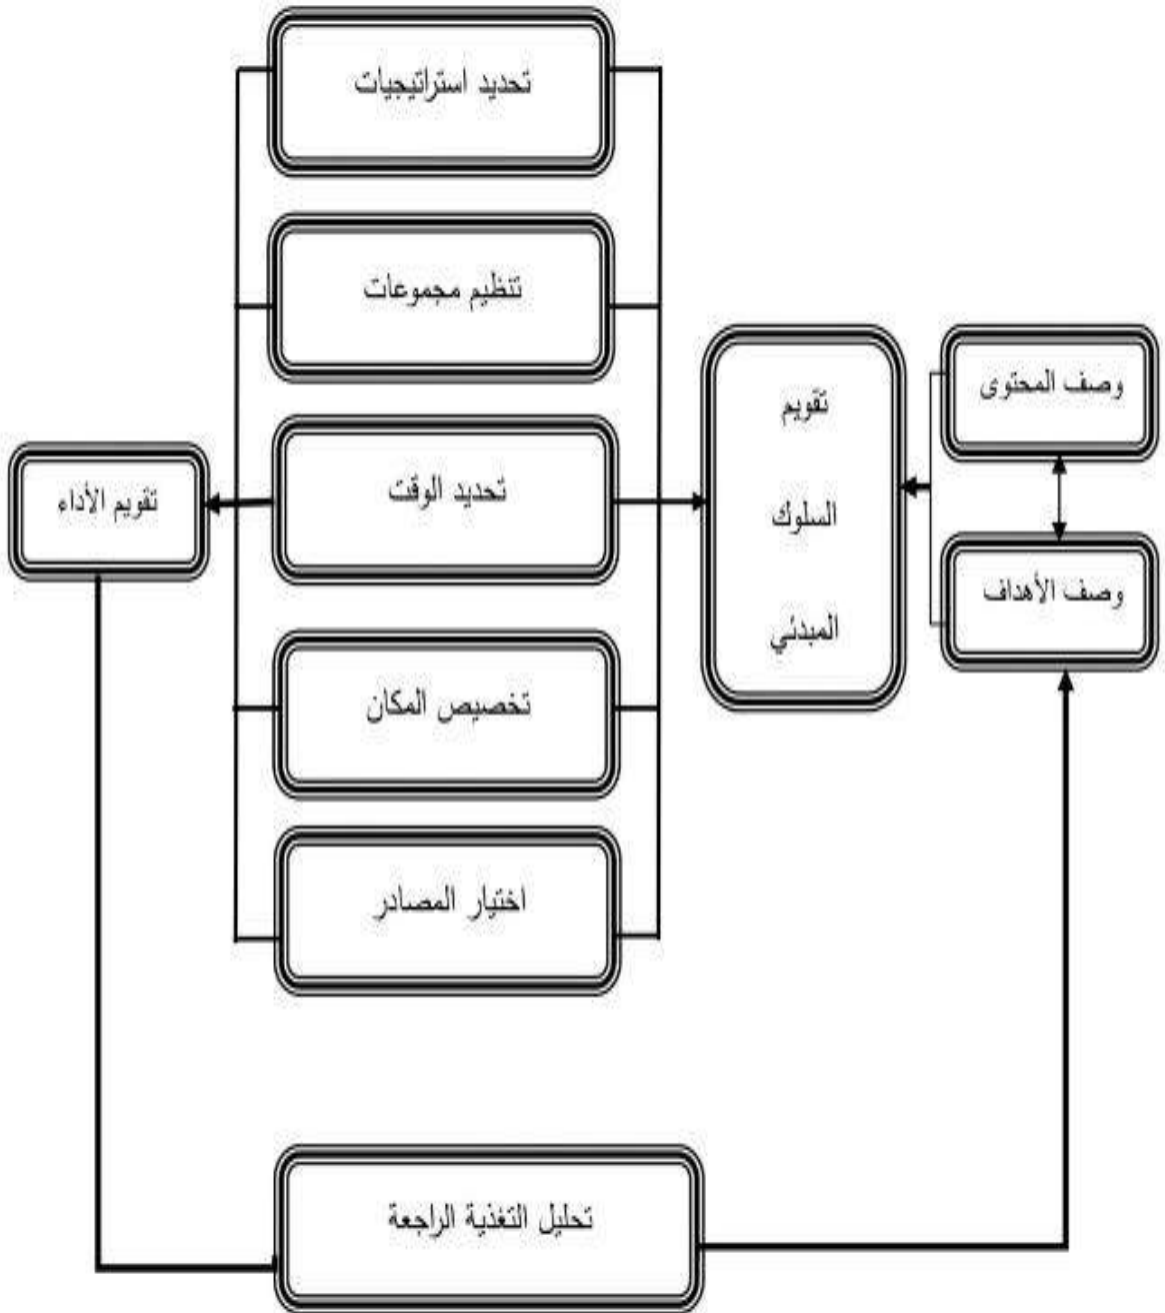 وصف المحتوى
وصف الأهداف
تقويم
السلوك
المبدئي
تحديد استراتيجيات
تنظيم مجموعات
تحديد الوقت
تخصيص المكان
اختيار المصادر
تقويم الأداء
تحليل التغذية الراجعة